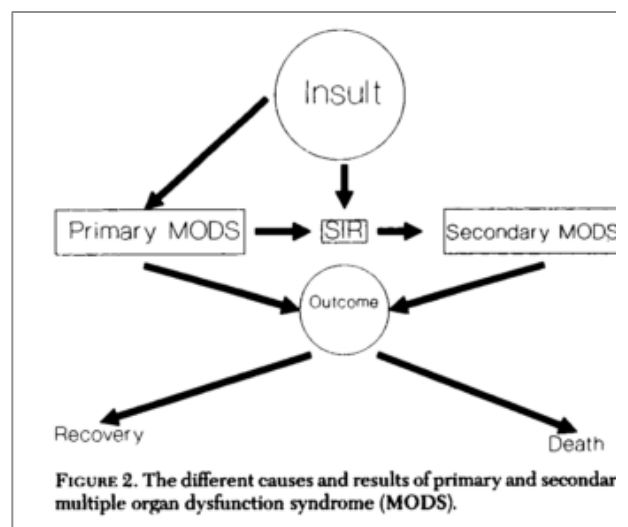 Insult
Primary MODS
SIR
Secondary MODS
Outcome
Recovery
Death
FIGURE 2. The different causes and results of primary and secondar
multiple organ dysfunction syndrome (MODS).